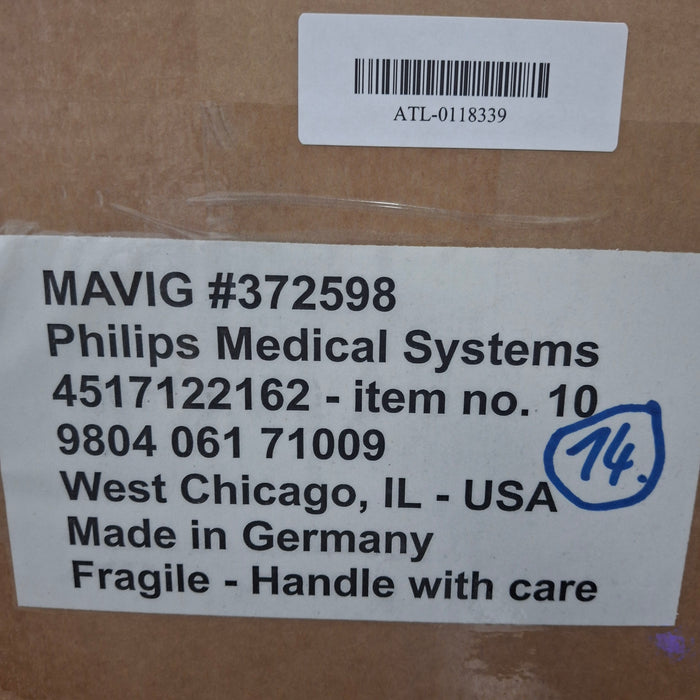 ATL-0118339
MAVIG #372598
Philips Medical Systems
4517122162 - item no. 10
9804 061 71009
14.
West Chicago, IL - USA
Made in Germany
Fragile - Handle with care